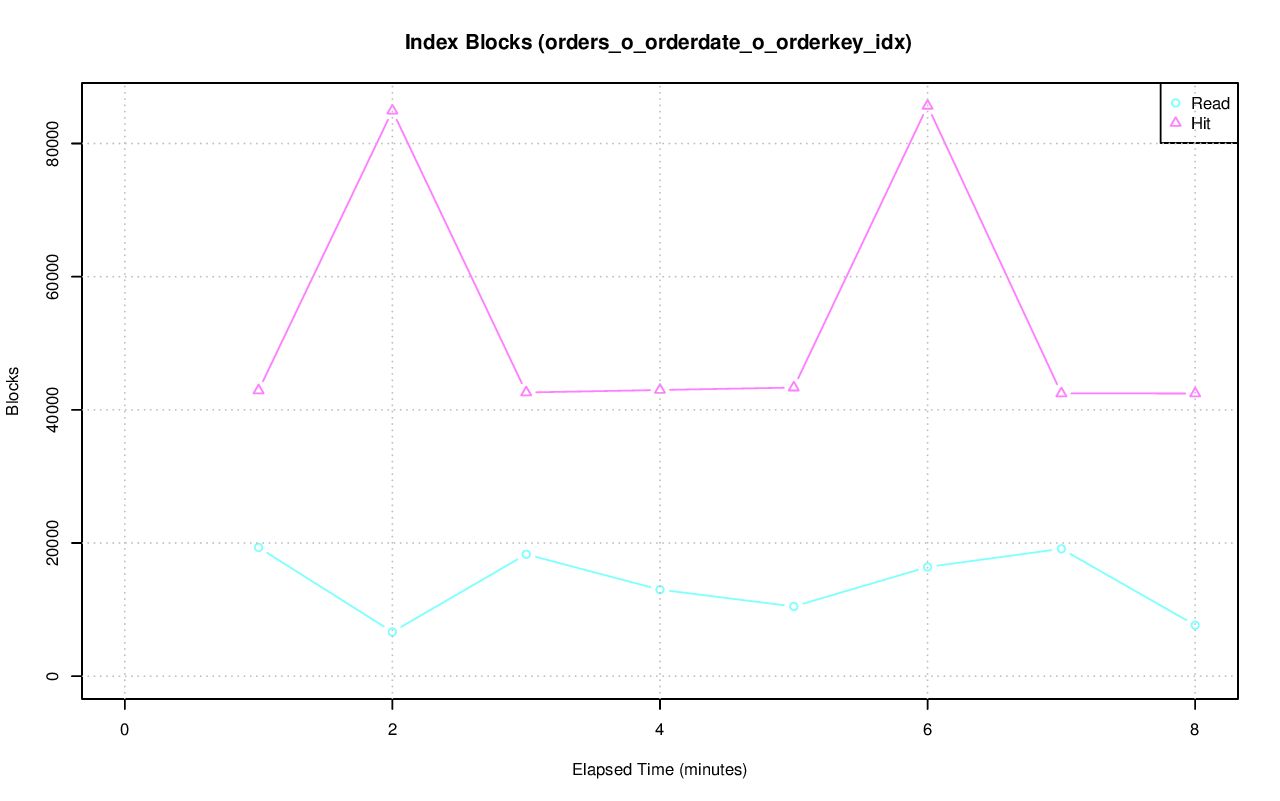 Index Blocks (orders_o_orderdate_o_orderkey_idx)
Read
Hit
Blocks
80000
60000
40000
20000
0
0 2 4 6 8
Elapsed Time (minutes)